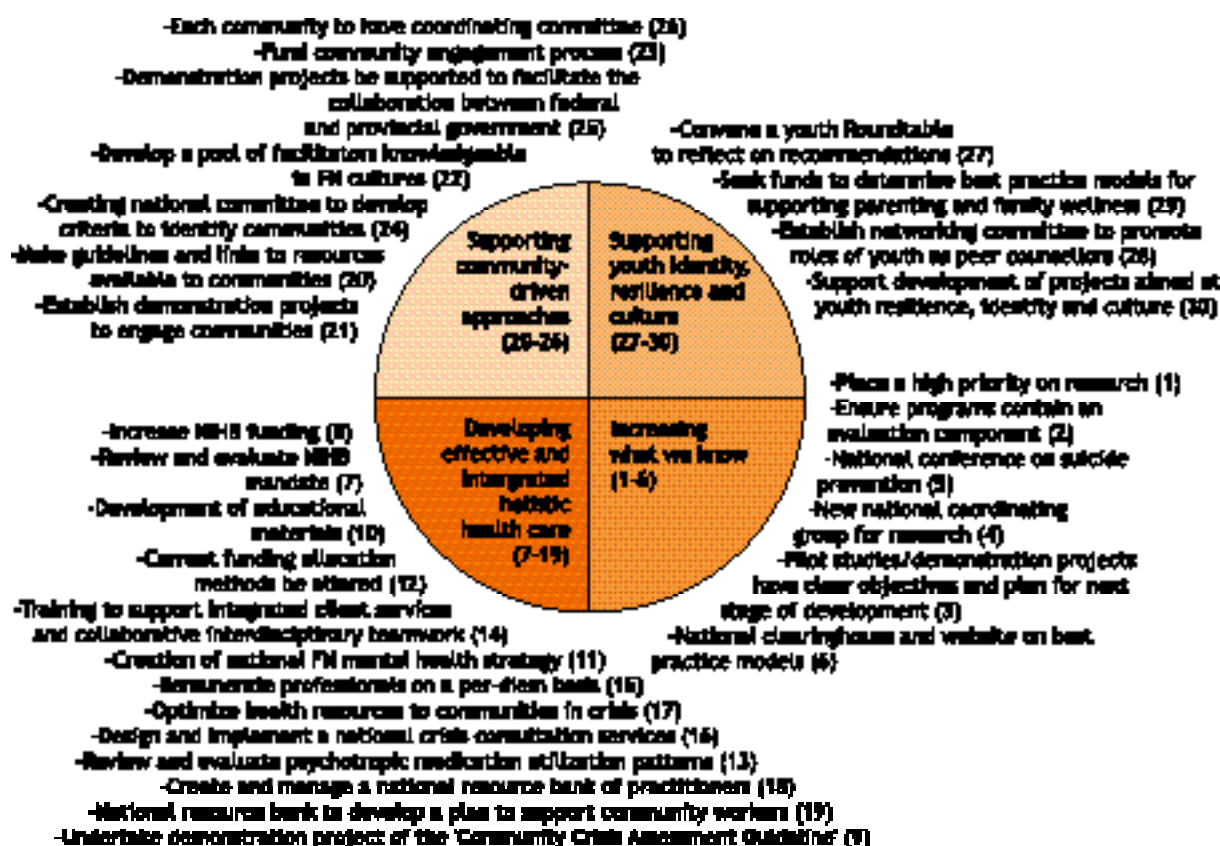 -Each community to have coordinating committee (26)
-Fund community engagement process (23)
-Demonstration projects be supported to facilitate the
collaboration between federal
and provincial government (25)
-Develop a pool of facilitators knowledgeable
in FN cultures (22)
-Creating national committee to develop
criteria to identify communities (24)
-Make guidelines and links to resources
available to communities (20)
-Establish demonstration projects
to engage communities (21)
-Convene a youth Roundtable
to reflect on recommendations (27)
-Seek funds to determine best practice models for
supporting parenting and family wellness (29)
-Establish networking committee to promote
roles of youth as peer counsellors (28)
-Support development of projects aimed at
youth resilience, identity and culture (30)
Supporting
community-
driven
approaches
(20-26)
Supporting
youth identity,
resilience and
culture
(27-30)
Developing
effective and
intergrated
holistic
health care
(7-19)
Increasing
what we know
(1-6)
-Increase NIHB funding (8)
-Review and evaluate NIHB
mandate (7)
-Development of educational
materials (10)
-Current funding allocation
methods be altered (12)
-Training to support integrated client services
and collaborative interdisciplinary teamwork (14)
-Creation of national FN mental health strategy (11)
-Remunerate professionals on a per-diem basis (15)
-Optimize health resources to communities in crisis (17)
-Design and implement a national crisis consultation services (16)
-Review and evaluate psychotropic medication utilization patterns (13)
-Create and manage a national resource bank of practitioners (18)
-National resource bank to develop a plan to support community workers (19)
-Undertake demonstration project of the 'Community Crisis Assessment Guideline' (9)
-Place a high priority on research (1)
-Ensure programs contain an
evaluation component (2)
-National conference on suicide
prevention (5)
-New national coordinating
group for research (4)
-Pilot studies/demonstration projects
have clear objectives and plan for next
stage of development (3)
-National clearinghouse and website on best
practice models (6)